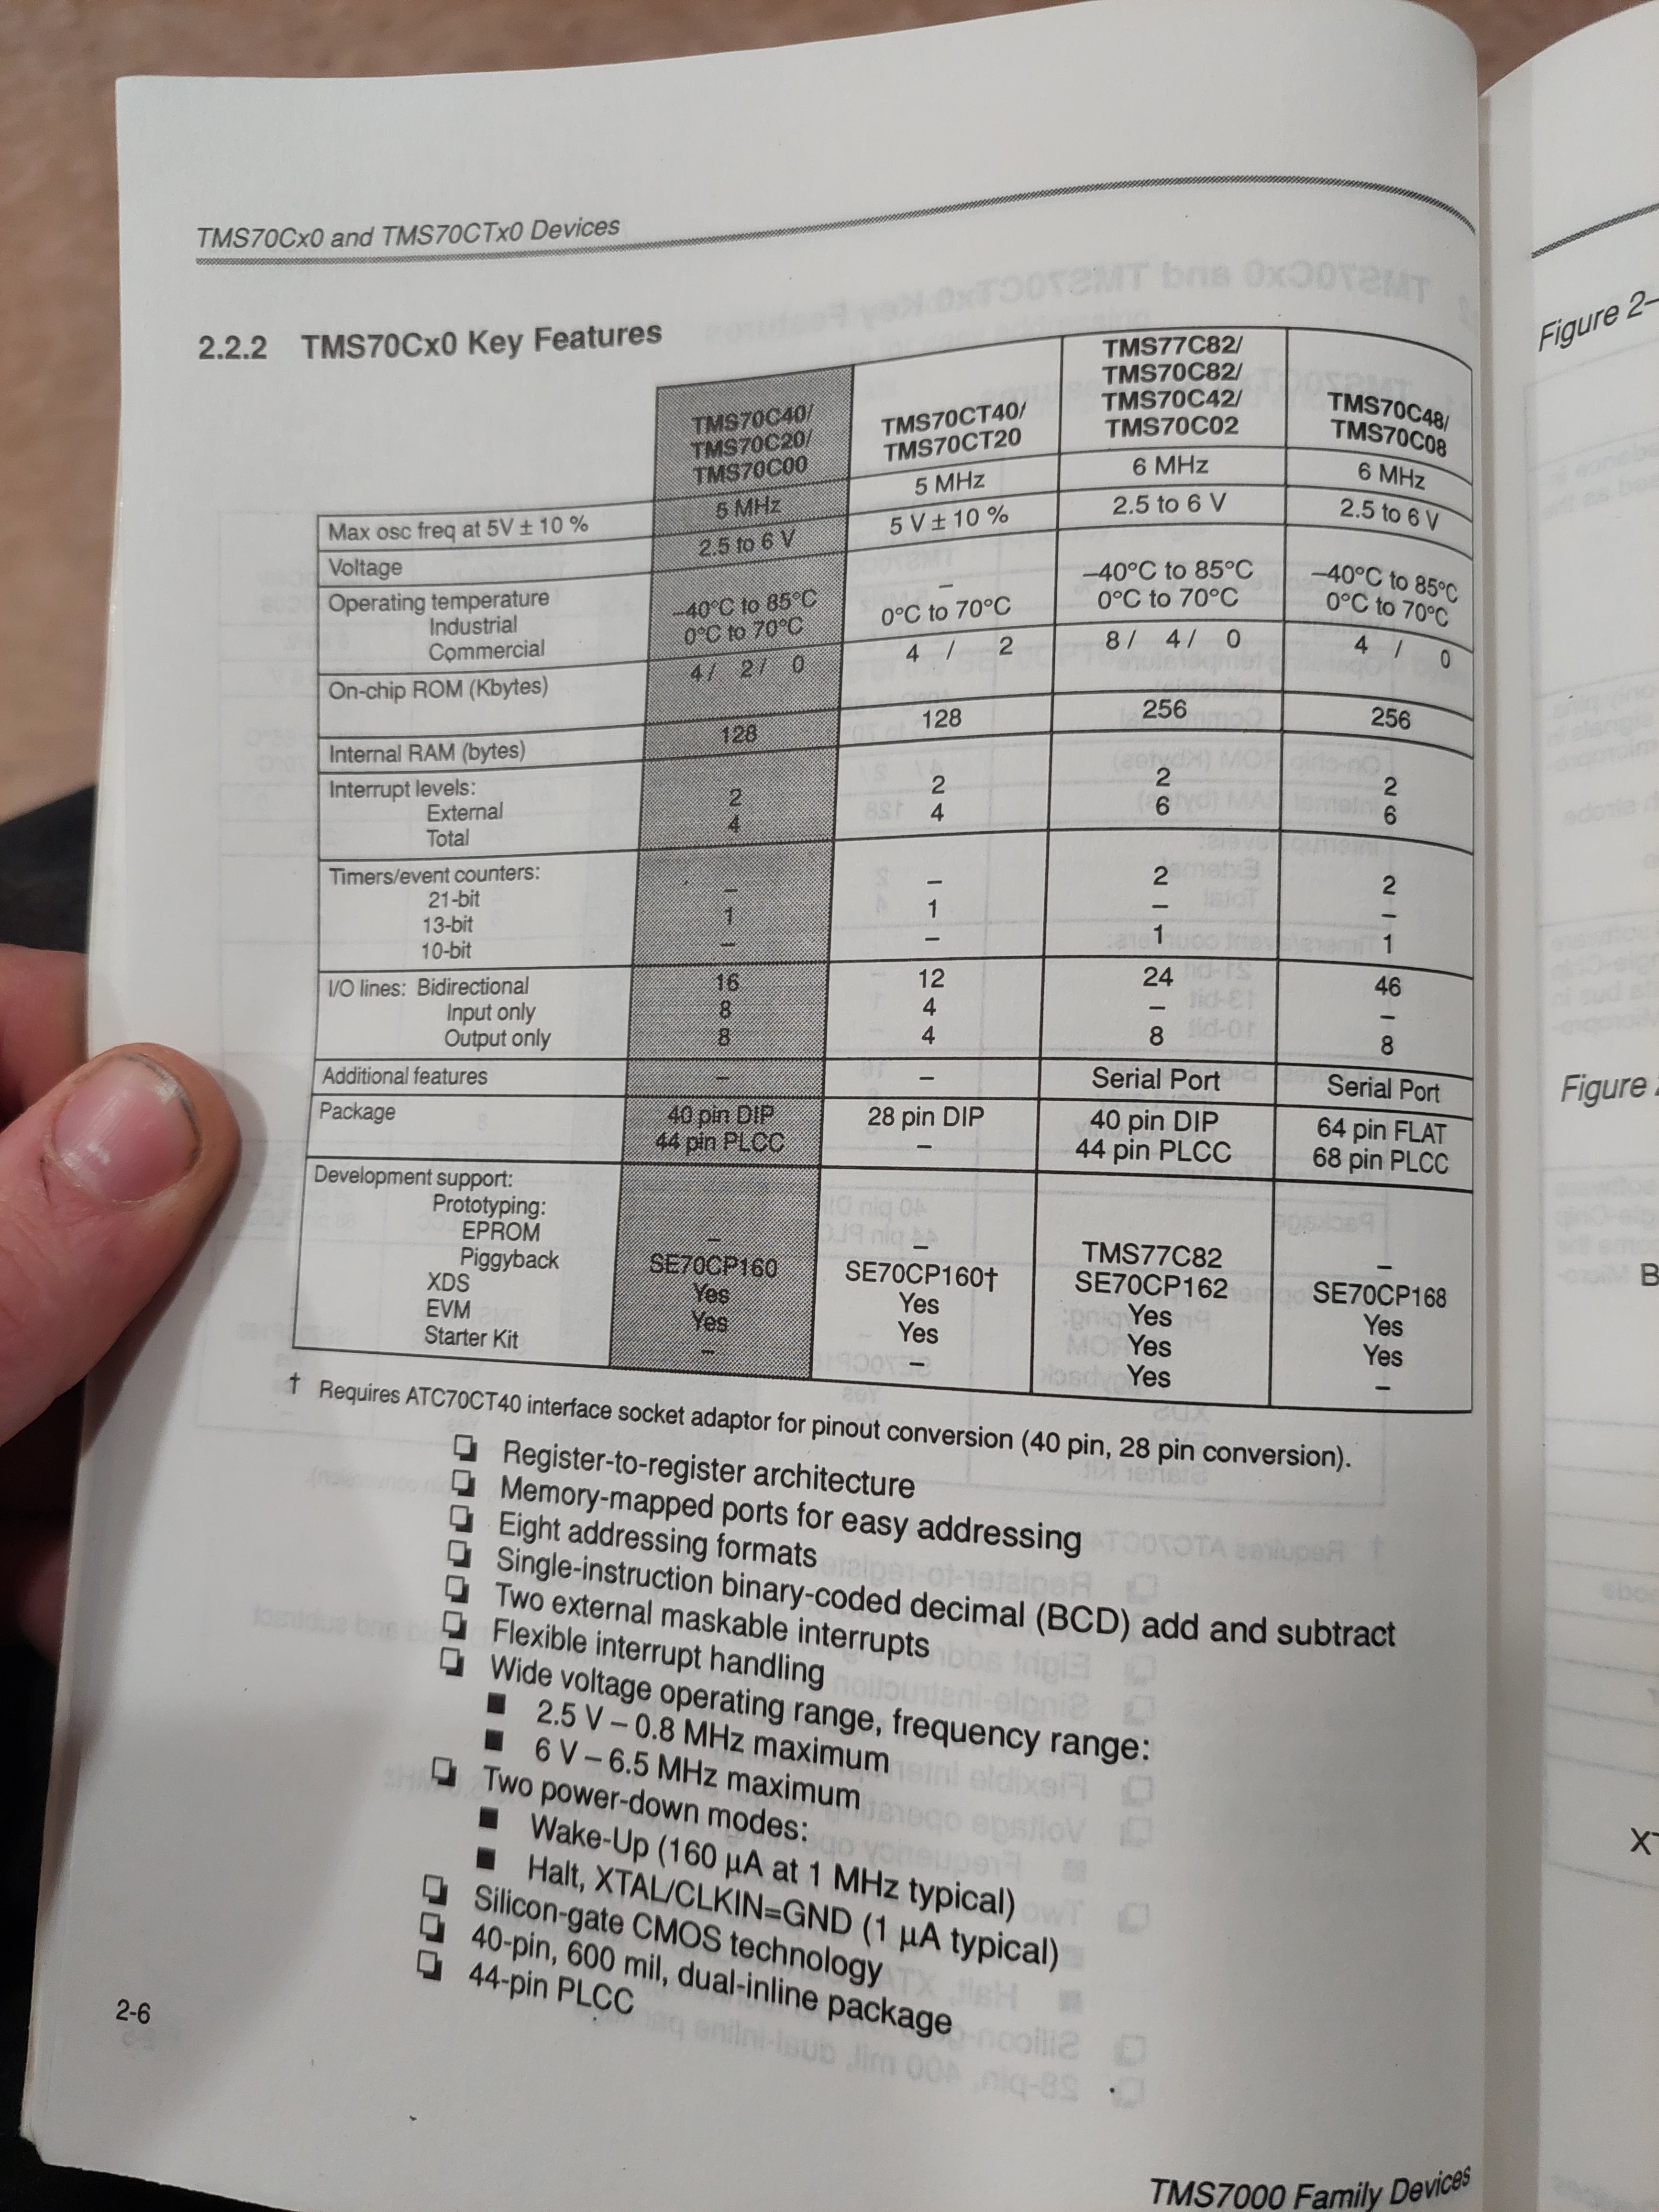 TMS70Cx0 and TMS70CTx0 Devices
2.2.2 TMS70Cx0 Key Features
TMS70C40/ TMS70C20/ TMS70C00 TMS70CT40/ TMS70CT20 TMS77C82/ TMS70C82/ TMS70C42/ TMS70C02 TMS70C48/ TMS70C08
Max osc freq at 5V ± 10 % 5 MHz 5 MHz 6 MHz 6 MHz
Voltage 2.5 to 6 V 5 V ± 10 % 2.5 to 6 V 2.5 to 6 V
Operating temperature
Industrial –40°C to 85°C – –40°C to 85°C –40°C to 85°C
Commercial 0°C to 70°C 0°C to 70°C 0°C to 70°C 0°C to 70°C
On-chip ROM (Kbytes) 4/ 2/ 0 4 / 2 8/ 4/ 0 4 / 0
Internal RAM (bytes) 128 128 256 256
Interrupt levels:
External 2 2 2 2
Total 4 4 6 6
Timers/event counters:
21-bit – – 2 2
13-bit 1 1 – –
10-bit – – 1 1
I/O lines: Bidirectional 16 12 24 46
Input only 8 4 – –
Output only 8 4 8 8
Additional features – – Serial Port Serial Port
Package 40 pin DIP 28 pin DIP 40 pin DIP 64 pin FLAT
44 pin PLCC – 44 pin PLCC 68 pin PLCC
Development support:
Prototyping:
EPROM – – TMS77C82 –
Piggyback SE70CP160 SE70CP160† SE70CP162 SE70CP168
XDS Yes Yes Yes Yes
EVM Yes Yes Yes Yes
Starter Kit – – Yes –
† Requires ATC70CT40 interface socket adaptor for pinout conversion (40 pin, 28 pin conversion).
❏ Register-to-register architecture
❏ Memory-mapped ports for easy addressing
❏ Eight addressing formats
❏ Single-instruction binary-coded decimal (BCD) add and subtract
❏ Two external maskable interrupts
❏ Flexible interrupt handling
❏ Wide voltage operating range, frequency range:
■ 2.5 V – 0.8 MHz maximum
■ 6 V – 6.5 MHz maximum
❏ Two power-down modes:
■ Wake-Up (160 µA at 1 MHz typical)
■ Halt, XTAL/CLKIN=GND (1 µA typical)
❏ Silicon-gate CMOS technology
❏ 40-pin, 600 mil, dual-inline package
❏ 44-pin PLCC
2-6
TMS7000 Family Devices
Figure 2–
Figure